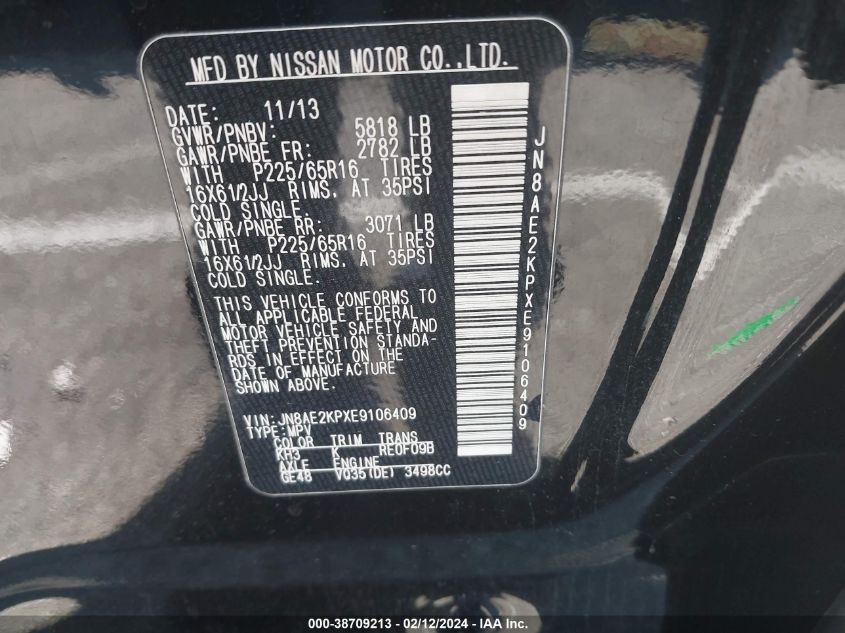 MFD BY NISSAN MOTOR CO.,LTD.
DATE: 11/13
GVWR/PNBV: 5818 LB
GAWR/PNBE FR: 2782 LB
WITH P225/65R16 TIRES
16X61/2JJ RIMS, AT 35PSI
COLD SINGLE.
GAWR/PNBE RR: 3071 LB
WITH P225/65R16 TIRES
16X61/2JJ RIMS, AT 35PSI
COLD SINGLE.
THIS VEHICLE CONFORMS TO
ALL APPLICABLE FEDERAL
MOTOR VEHICLE SAFETY AND
THEFT PREVENTION STANDA-
RDS IN EFFECT ON THE
DATE OF MANUFACTURE
SHOWN ABOVE.
VIN:JN8AE2KPXE9106409
TYPE:MPV
COLOR TRIM TRANS
KH3 K RE0F09B
AXLE ENGINE
GE48 VQ35(DE) 3498CC
JN8AE2KPXE9106409
000-38709213 - 02/12/2024 - IAA Inc.